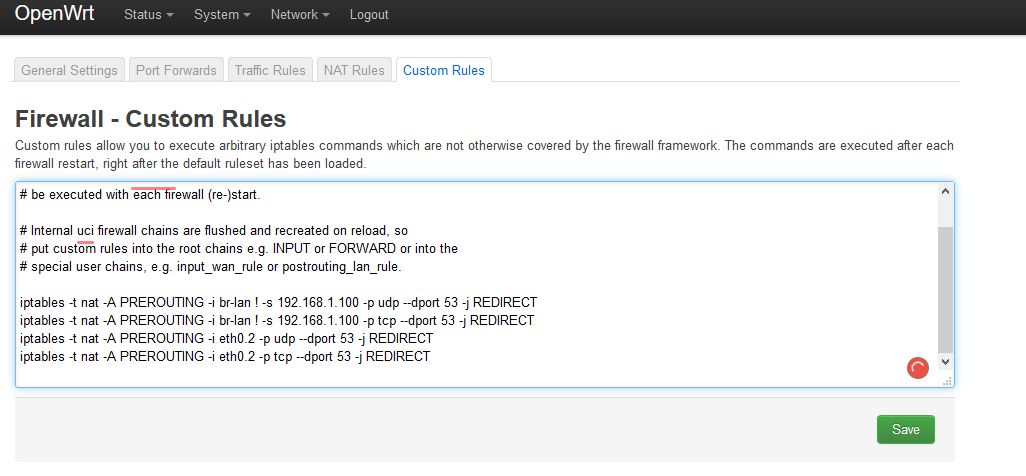 OpenWrt Status System Network Logout
General Settings Port Forwards Traffic Rules NAT Rules Custom Rules
Firewall - Custom Rules
Custom rules allow you to execute arbitrary iptables commands which are not otherwise covered by the firewall framework. The commands are executed after each
firewall restart, right after the default ruleset has been loaded.
# be executed with each firewall (re-)start.
# Internal uci firewall chains are flushed and recreated on reload, so
# put custom rules into the root chains e.g. INPUT or FORWARD or into the
# special user chains, e.g. input_wan_rule or postrouting_lan_rule.
iptables -t nat -A PREROUTING -i br-lan ! -s 192.168.1.100 -p udp --dport 53 -j REDIRECT
iptables -t nat -A PREROUTING -i br-lan ! -s 192.168.1.100 -p tcp --dport 53 -j REDIRECT
iptables -t nat -A PREROUTING -i eth0.2 -p udp --dport 53 -j REDIRECT
iptables -t nat -A PREROUTING -i eth0.2 -p tcp --dport 53 -j REDIRECT
Save